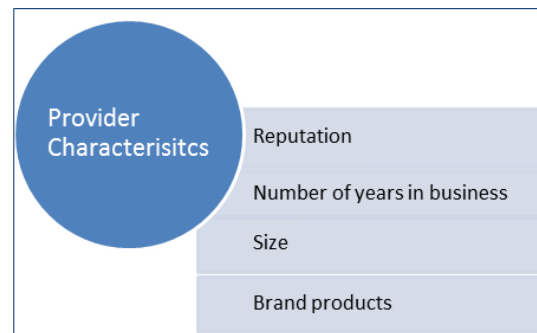 Provider
Characterisitcs
Reputation
Number of years in business
Size
Brand products